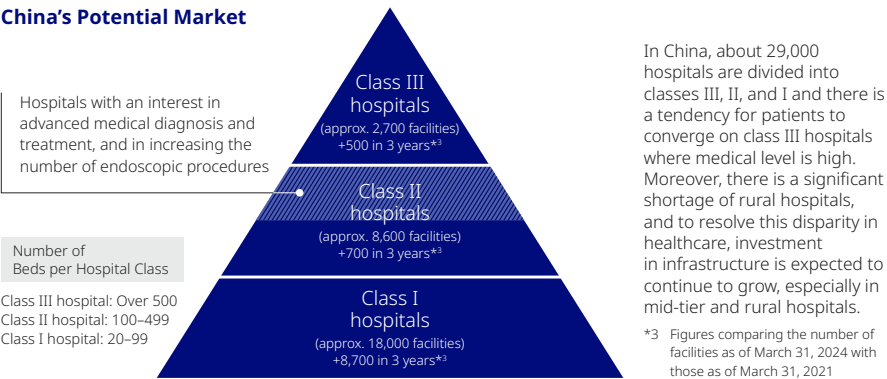 China’s Potential Market
Hospitals with an interest in
advanced medical diagnosis and
treatment, and in increasing the
number of endoscopic procedures
Number of
Beds per Hospital Class
Class III hospital: Over 500
Class II hospital: 100–499
Class I hospital: 20–99
Class III
hospitals
(approx. 2,700 facilities)
+500 in 3 years*3
Class II
hospitals
(approx. 8,600 facilities)
+700 in 3 years*3
Class I
hospitals
(approx. 18,000 facilities)
+8,700 in 3 years*3
In China, about 29,000
hospitals are divided into
classes III, II, and I and there is
a tendency for patients to
converge on class III hospitals
where medical level is high.
Moreover, there is a significant
shortage of rural hospitals,
and to resolve this disparity in
healthcare, investment
in infrastructure is expected to
continue to grow, especially in
mid-tier and rural hospitals.
*3 Figures comparing the number of
facilities as of March 31, 2024 with
those as of March 31, 2021